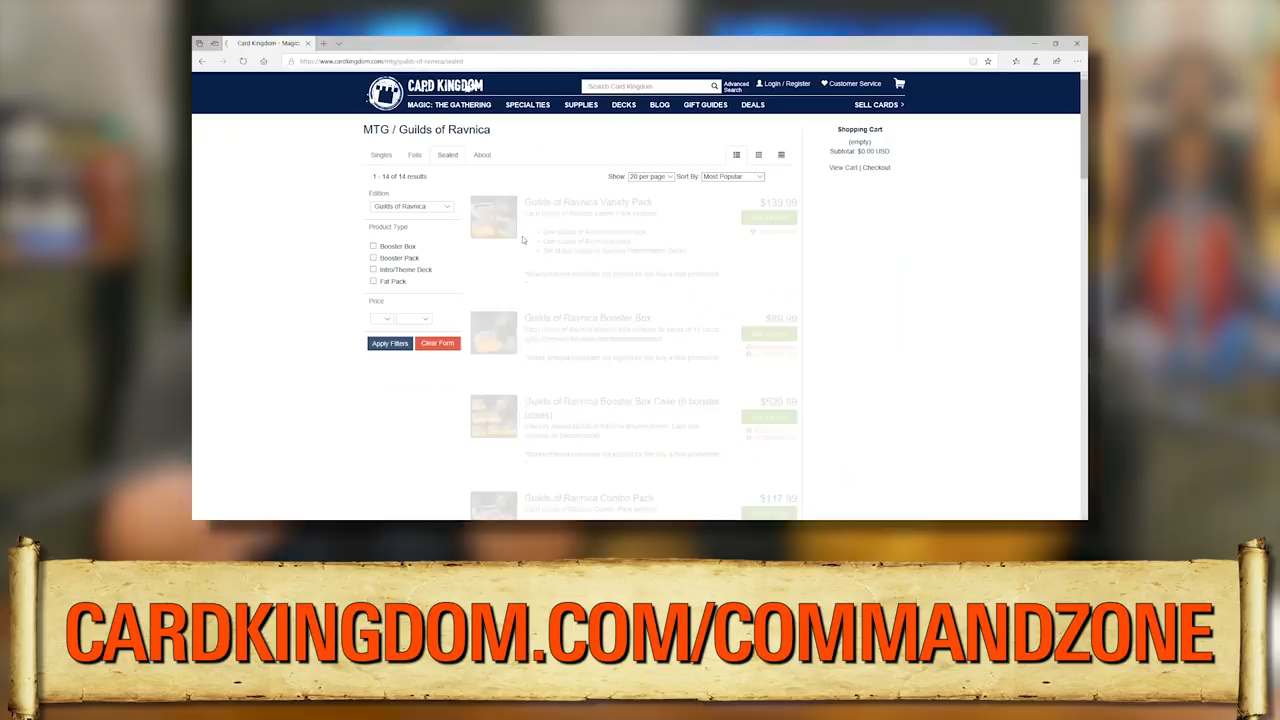 Card Kingdom - Magic:
https://www.cardkingdom.com/mtg/guilds-of-ravnica/sealed
CARD KINGDOM
Search Card Kingdom
Advanced Search
Login / Register
Customer Service
MAGIC: THE GATHERING
SPECIALTIES
SUPPLIES
DECKS
BLOG
GIFT GUIDES
DEALS
SELL CARDS >
MTG / Guilds of Ravnica
Shopping Cart
(empty)
Subtotal: $0.00 USD
View Cart | Checkout
Singles
Foils
Sealed
About
1 - 14 of 14 results
Show: 20 per page
Sort By: Most Popular
Edition
Guilds of Ravnica
Product Type
Booster Box
Booster Pack
Intro/Theme Deck
Fat Pack
Price
Apply Filters
Clear Form
Guilds of Ravnica Variety Pack
$139.99
Guilds of Ravnica Booster Box
$89.99
Guilds of Ravnica Booster Box Case (6 booster
boxes)
$529.99
Guilds of Ravnica Combo Pack
$117.99
CARDKINGDOM.COM/COMMANDZONE